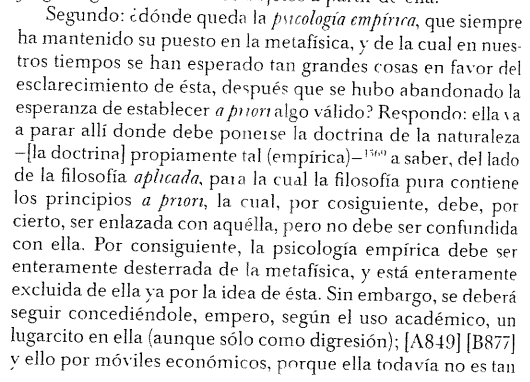 Segundo: ¿dónde queda la psicología empírica, que siempre
ha mantenido su puesto en la metafísica, y de la cual en nues-
tros tiempos se han esperado tan grandes cosas en favor del
esclarecimiento de ésta, después que se hubo abandonado la
esperanza de establecer a priori algo válido? Respondo: ella va
a parar allí donde debe ponerse la doctrina de la naturaleza
–[la doctrina] propiamente tal (empírica)–¹⁵⁶⁹ a saber, del lado
de la filosofía aplicada, para la cual la filosofía pura contiene
los principios a priori, la cual, por cosiguiente, debe, por
cierto, ser enlazada con aquélla, pero no debe ser confundida
con ella. Por consiguiente, la psicología empírica debe ser
enteramente desterrada de la metafísica, y está enteramente
excluida de ella ya por la idea de ésta. Sin embargo, se deberá
seguir concediéndole, empero, según el uso académico, un
lugarcito en ella (aunque sólo como digresión); [A849] [B877]
y ello por móviles económicos, porque ella todavía no es tan